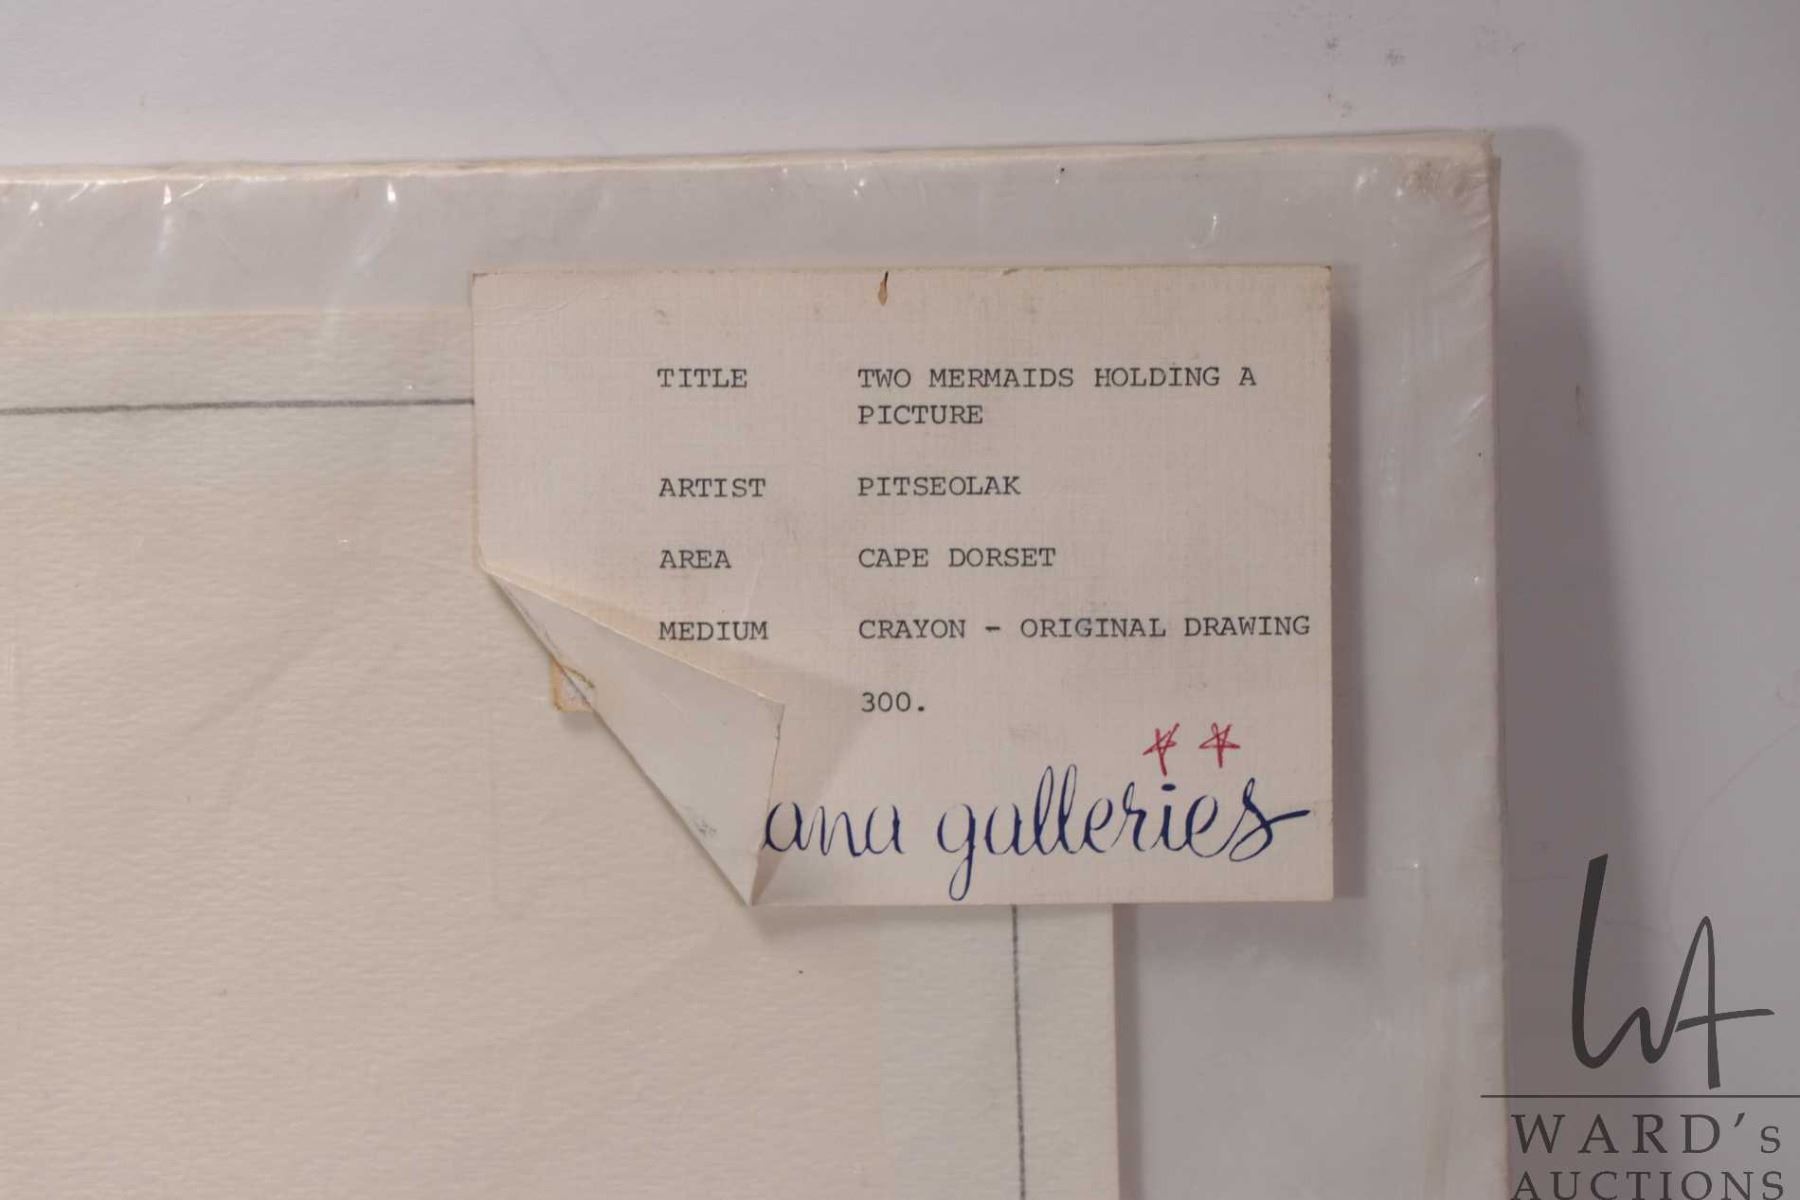 TITLE TWO MERMAIDS HOLDING A
PICTURE
ARTIST PITSEOLAK
AREA CAPE DORSET
MEDIUM CRAYON - ORIGINAL DRAWING
300.
ana galleries
WA
WARD's
AUCTIONS